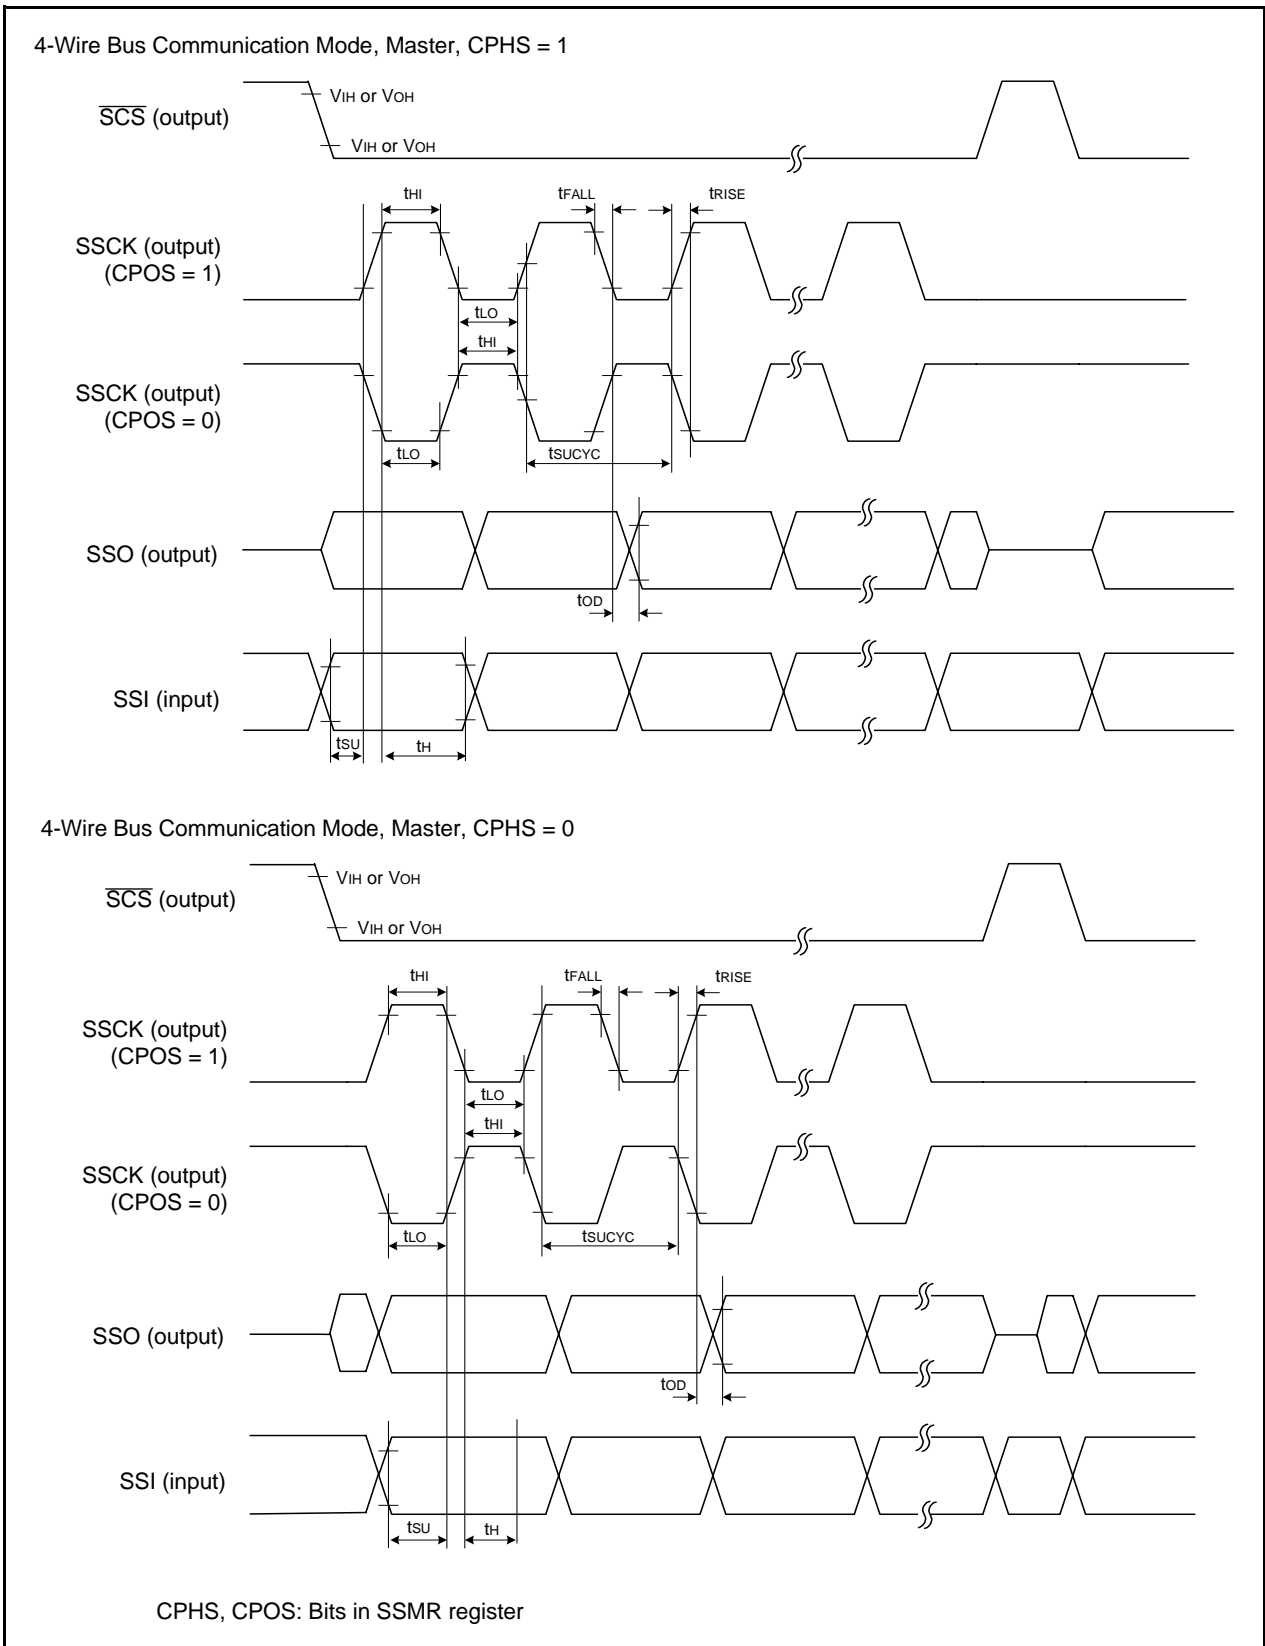 4-Wire Bus Communication Mode, Master, CPHS = 1
VIH or VOH
SCS (output)
VIH or VOH
tHI
tFALL
tRISE
SSCK (output)
(CPOS = 1)
tLO
tHI
SSCK (output)
(CPOS = 0)
tLO
tSUCYC
SSO (output)
tOD
SSI (input)
tSU
tH
4-Wire Bus Communication Mode, Master, CPHS = 0
VIH or VOH
SCS (output)
VIH or VOH
tHI
tFALL
tRISE
SSCK (output)
(CPOS = 1)
tLO
tHI
SSCK (output)
(CPOS = 0)
tLO
tSUCYC
SSO (output)
tOD
SSI (input)
tSU
tH
CPHS, CPOS: Bits in SSMR register